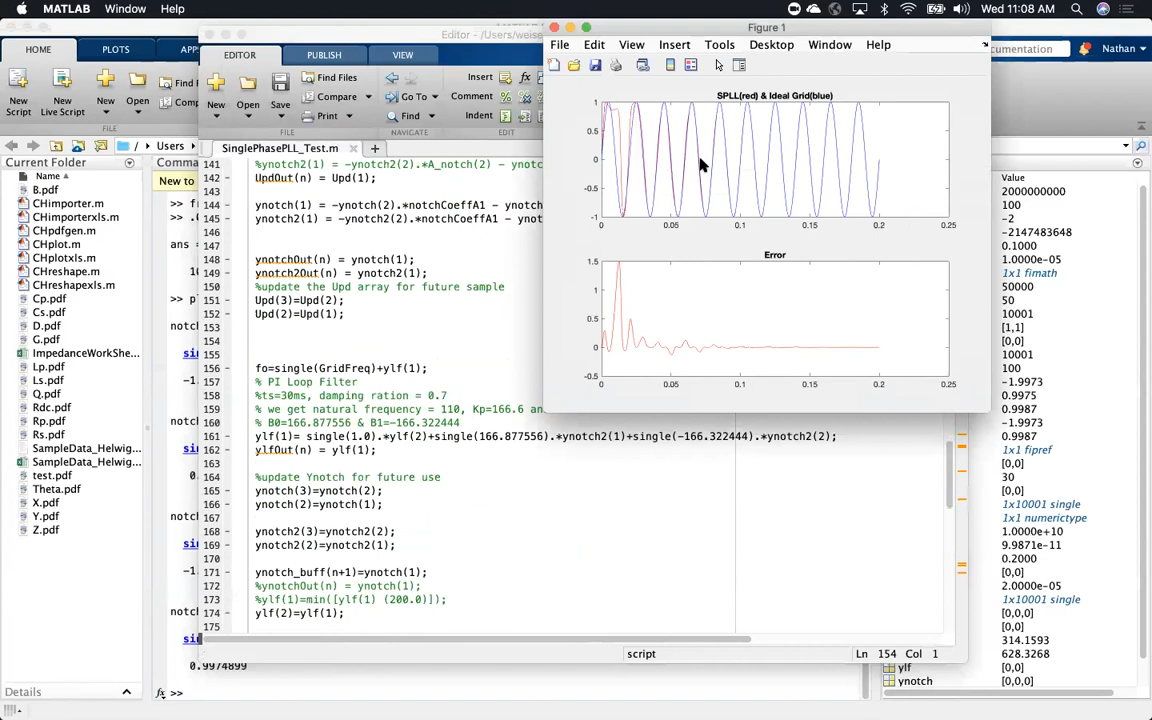 MATLAB Window Help
Wed 11:08 AM
HOME PLOTS APP
Editor - /Users/weise
EDITOR PUBLISH VIEW
Figure 1
File Edit View Insert Tools Desktop Window Help
cumentation
Nathan
New Script
New Live Script
New
Open
Find Files
Compare
FILE
New
Open
Save
Find Files
Compare
Print
FILE
Go To
Find
NAVIGATE
Insert
Comment
Indent
/ Users
Current Folder
Name
B.pdf
CHimporter.m
CHimporterxls.m
CHpdfgen.m
CHplot.m
CHplotxls.m
CHreshape.m
CHreshapexls.m
Cp.pdf
Cs.pdf
D.pdf
G.pdf
ImpedanceWorkShe...
Lp.pdf
Ls.pdf
Q.pdf
Rdc.pdf
Rp.pdf
Rs.pdf
SampleData_Helwig...
SampleData_Helwig...
test.pdf
Theta.pdf
X.pdf
Y.pdf
Z.pdf
Details
Comma
New to
ans =
>> p
-1.
0.9974899
fx >>
SinglePhasePLL_Test.m
141 %ynotch2(1) = -ynotch2(2).*A_notch(2) - ynotc
142 UpdOut(n) = Upd(1);
143
144 ynotch(1) = -ynotch(2).*notchCoeffA1 -
145 ynotch2(1) = -ynotch2(2).*notchCoeffA1 -
146
147
148 ynotchOut(n) = ynotch(1);
149 ynotch2Out(n) = ynotch2(1);
150 %update the Upd array for future sample
151 Upd(3)=Upd(2);
152 Upd(2)=Upd(1);
153
154
155
156 fo=single(GridFreq)+ylf(1);
157 % PI Loop Filter
158 %ts=30ms, damping ration = 0.7
159 % we get natural frequency = 110, Kp=166.6 an
160 % B0=166.877556 & B1=-166.322444
161 ylf(1)= single(1.0).*ylf(2)+single(166.877556).*ynotch2(1)+single(-166.322444).*ynotch2(2);
162 ylfOut(n) = ylf(1);
163
164 %update Ynotch for future use
165 ynotch(3)=ynotch(2);
166 ynotch(2)=ynotch(1);
167
168 ynotch2(3)=ynotch2(2);
169 ynotch2(2)=ynotch2(1);
170
171 ynotch_buff(n+1)=ynotch(1);
172 %ynotchOut(n) = ynotch(1);
173 %ylf(1)=min([ylf(1) (200.0)]);
174 ylf(2)=ylf(1);
175
script
Ln 154 Col 1
SPLL(red) & Ideal Grid(blue)
1
0.5
0
-0.5
-1
0 0.05 0.1 0.15 0.2 0.25
Error
1.5
1
0.5
0
-0.5
0 0.05 0.1 0.15 0.2 0.25
Value
2000000000
100
-2
-2147483648
0.1000
1.0000e-05
1x1 fimath
50000
50
10001
[1,1]
[0,0]
10001
100
-1.9973
0.9975
0.9987
-1.9973
0.9987
1x1 fipref
[0,0]
30
[0,0]
1x10001 single
1x1 numerictype
1.0000e+10
9.9871e-11
0.2000
[0,0]
2.0000e-05
1x10001 single
[0,0,0]
[0,0]
314.1593
628.3268
ylf [0,0]
ynotch [0,0,0]